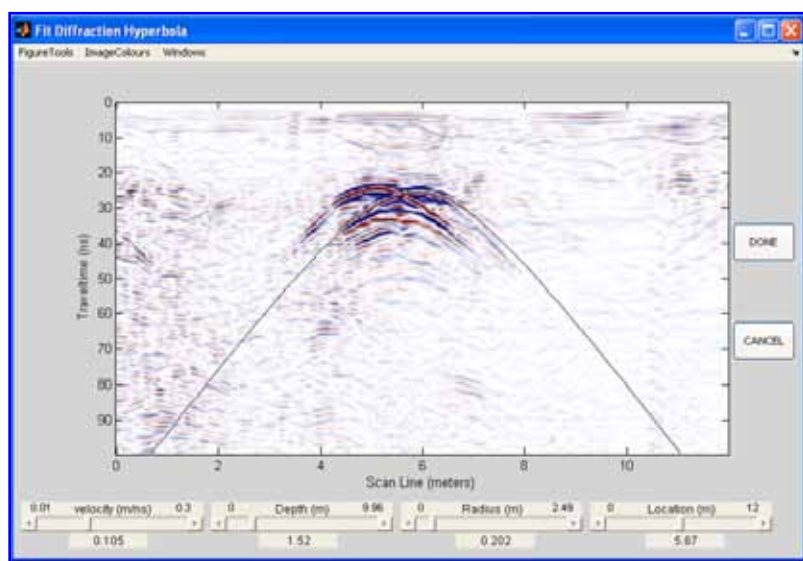 Fit Diffraction Hyperbola
FigureTools ImageColours Windows
0
10
20
30
40
50
60
70
80
90
Traveltime (ns)
0 2 4 6 8 10
Scan Line (meters)
DONE
CANCEL
0.01 velocity (m/ns) 0.3 0 Depth (m) 9.96 0 Radius (m) 2.49 0 Location (m) 12
0.105 1.52 0.202 5.67